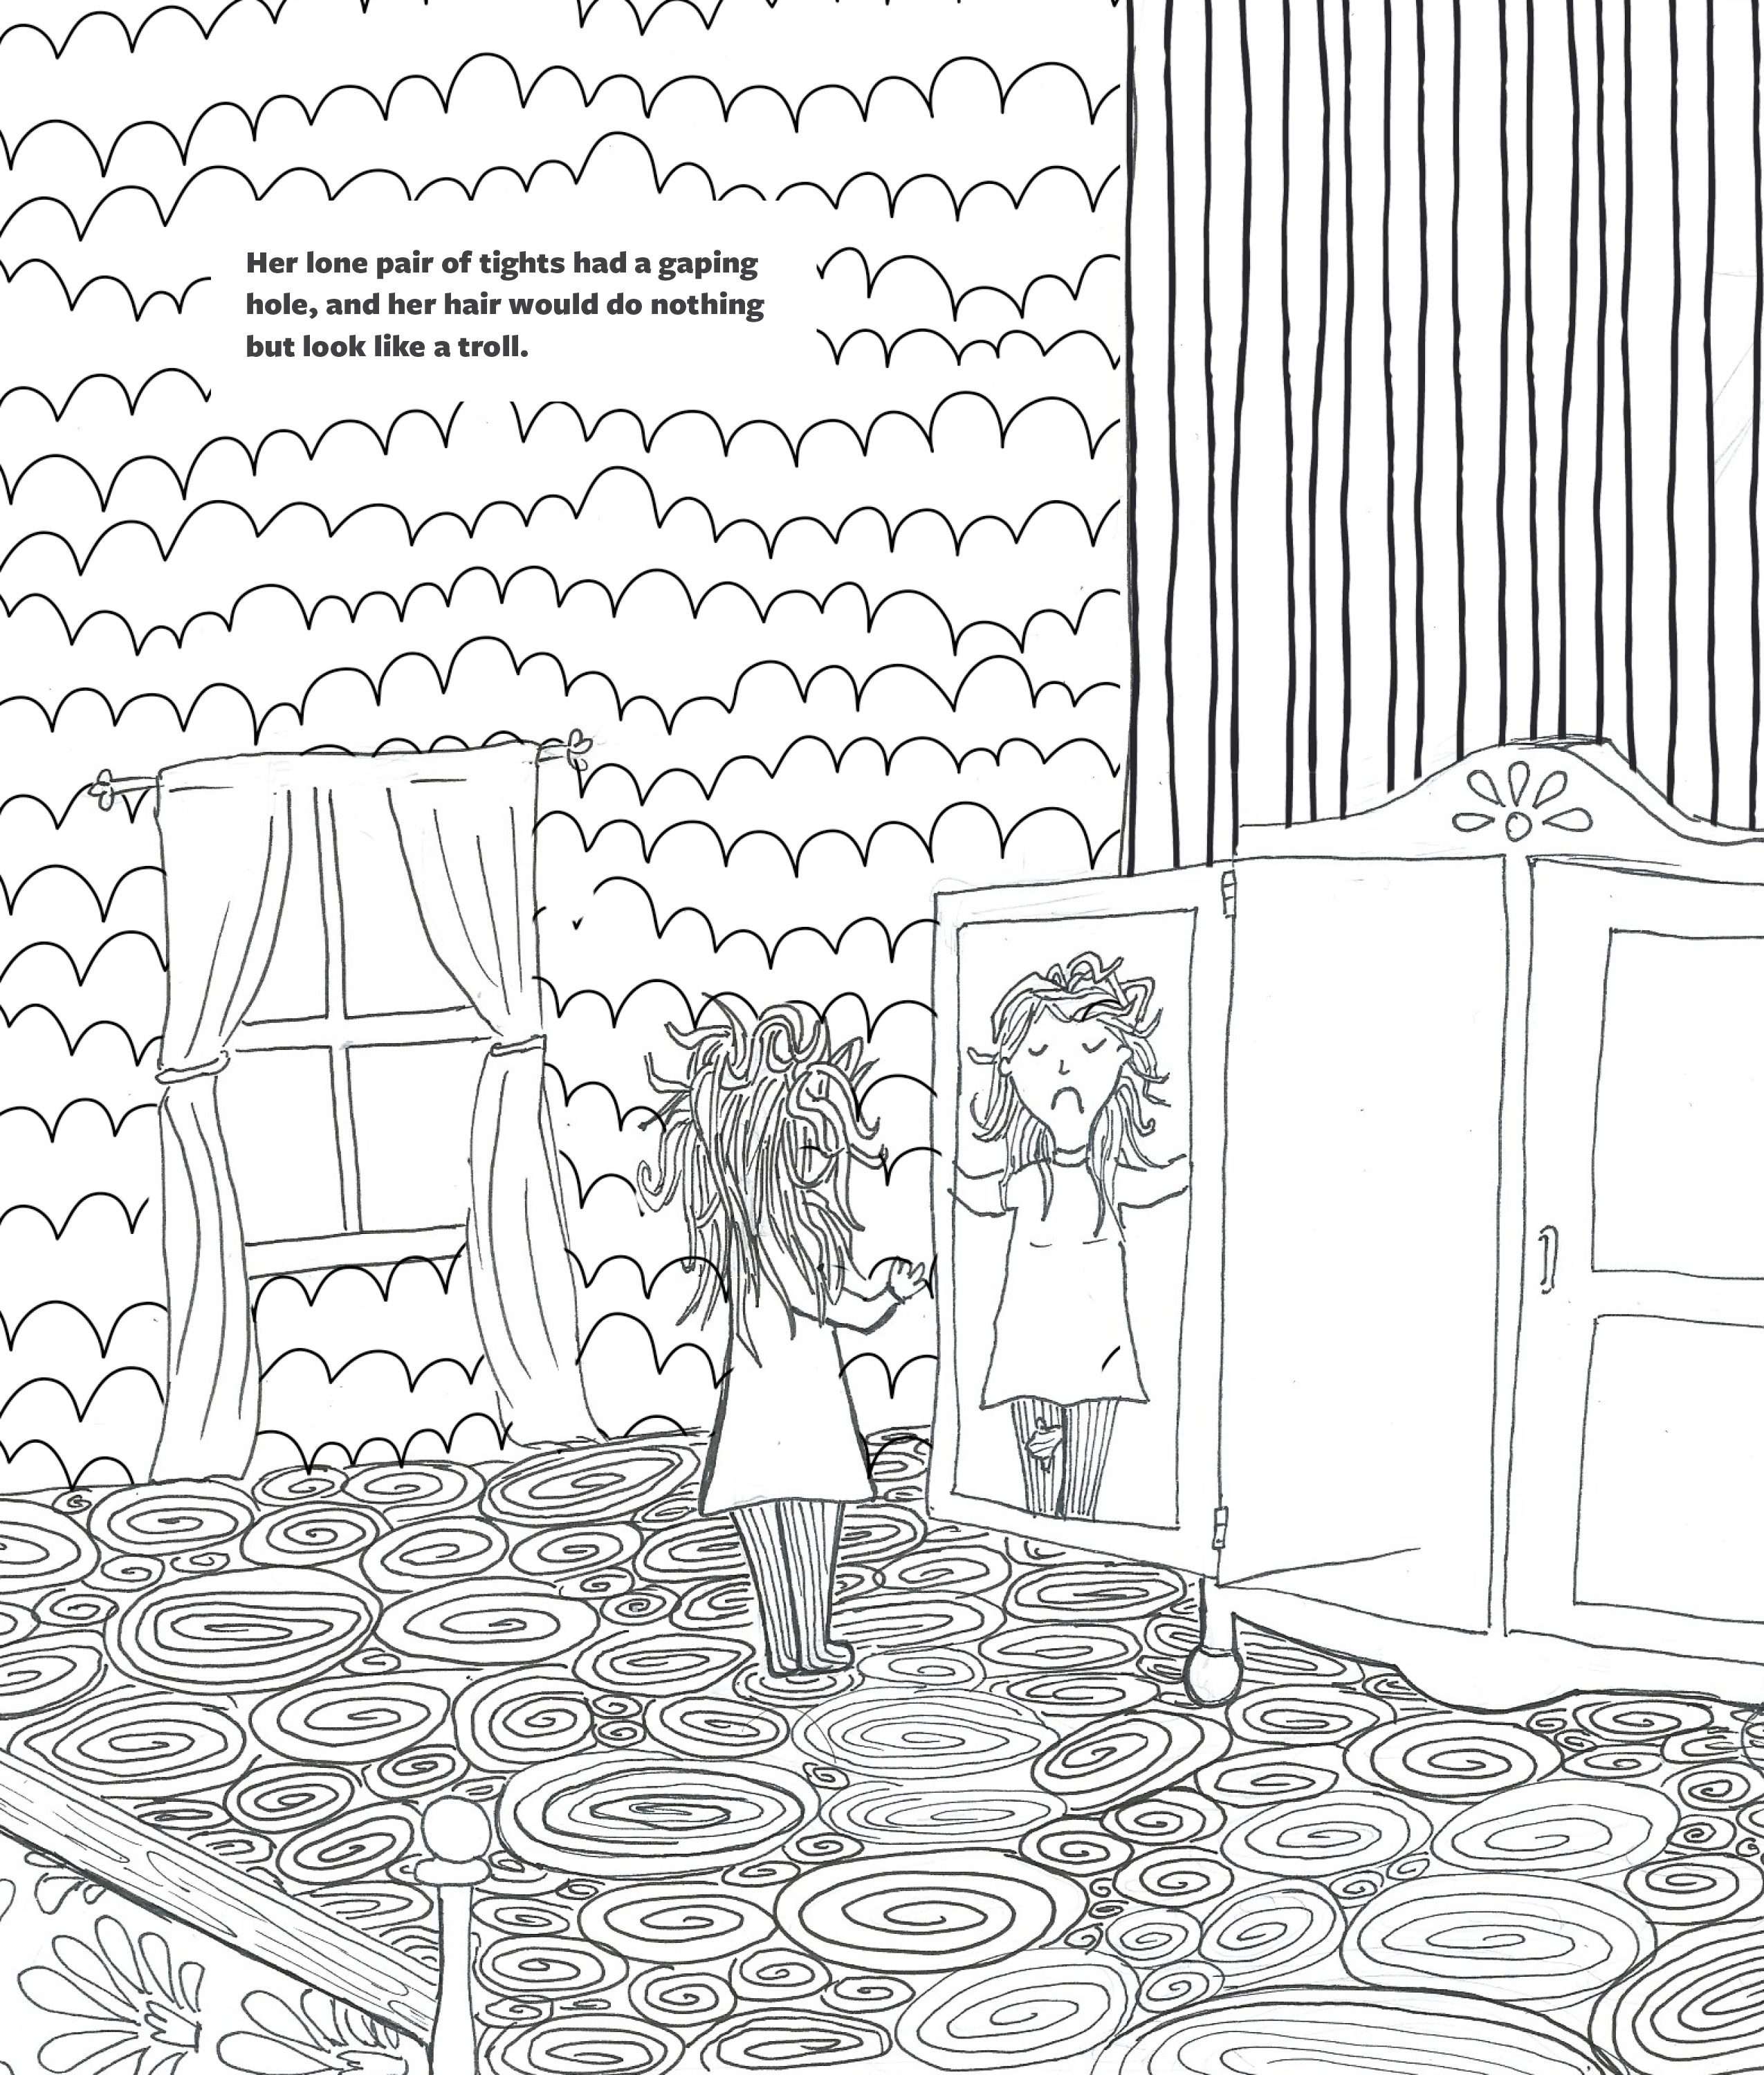 Her lone pair of tights had a gaping
hole, and her hair would do nothing
but look like a troll.